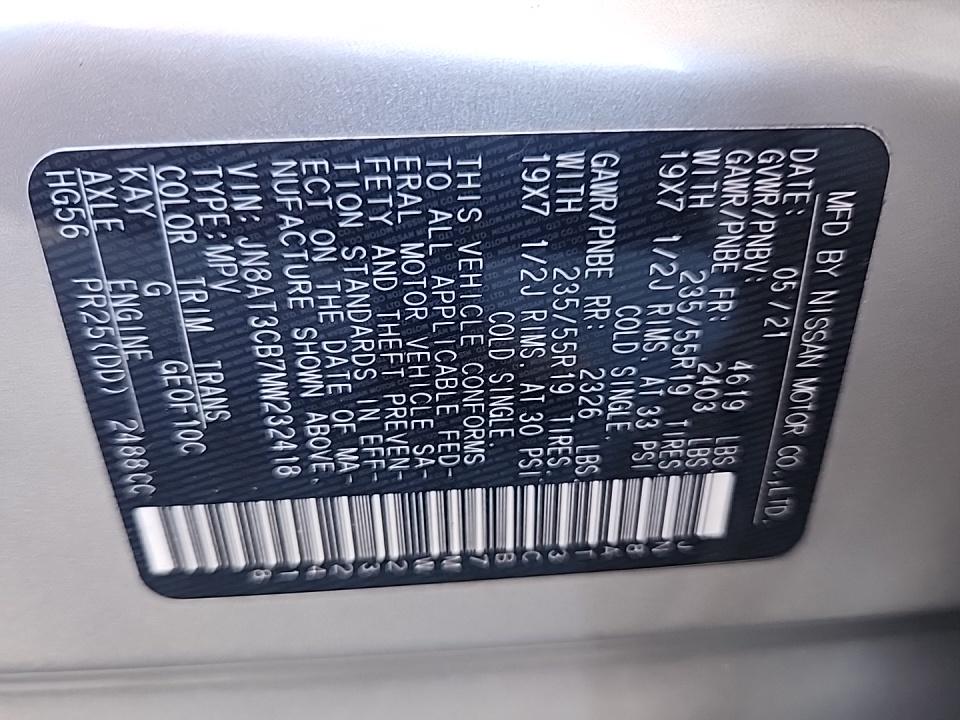 MFD BY NISSAN MOTOR CO.,LTD.
DATE: 05/21
GVWR/PNBV: 4619 LBS
GAWR/PNBE FR: 2403 LBS
WITH 235/55R19 TIRES,
19X7 1/2J RIMS, AT 33 PSI
COLD SINGLE.
GAWR/PNBE RR: 2326 LBS
WITH 235/55R19 TIRES,
19X7 1/2J RIMS, AT 30 PSI
COLD SINGLE.
THIS VEHICLE CONFORMS
TO ALL APPLICABLE FED-
ERAL MOTOR VEHICLE SA-
FETY AND THEFT PREVEN-
TION STANDARDS IN EFF-
ECT ON THE DATE OF MA-
NUFACTURE SHOWN ABOVE.
VIN: JN8AT3CB7MW232418
TYPE: MPV
COLOR TRIM TRANS
KAY G GE0F10C
AXLE ENGINE
HG56 PR25(DD) 2488CC
JN8AT3CB7MW232418